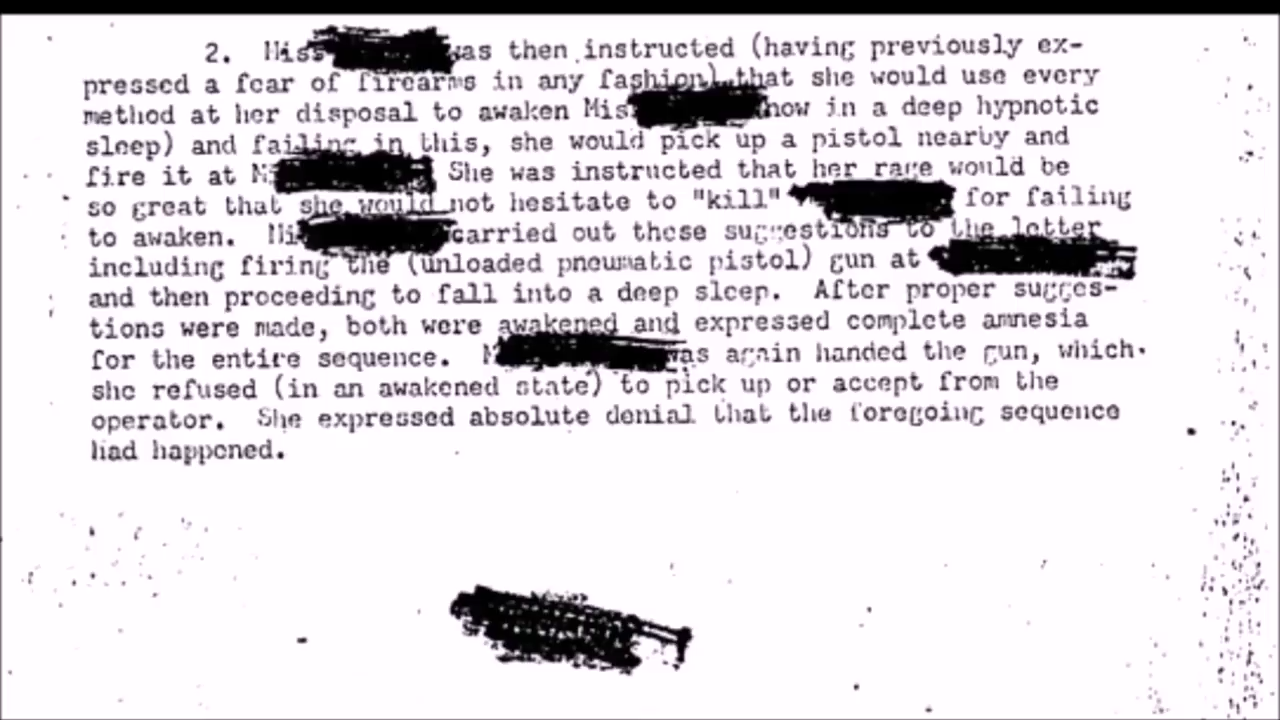 2. Miss was then instructed (having previously ex-
pressed a fear of firearms in any fashion) that she would use every
method at her disposal to awaken Mis now in a deep hypnotic
sleep) and failing in this, she would pick up a pistol nearby and
fire it at M She was instructed that her rage would be
so great that she would not hesitate to "kill" for failing
to awaken. Mi carried out these suggestions to the letter
including firing the (unloaded pneumatic pistol) gun at
and then proceeding to fall into a deep sleep. After proper sugges-
tions were made, both were awakened and expressed complete amnesia
for the entire sequence. M was again handed the gun, which
she refused (in an awakened state) to pick up or accept from the
operator. She expressed absolute denial that the foregoing sequence
had happened.